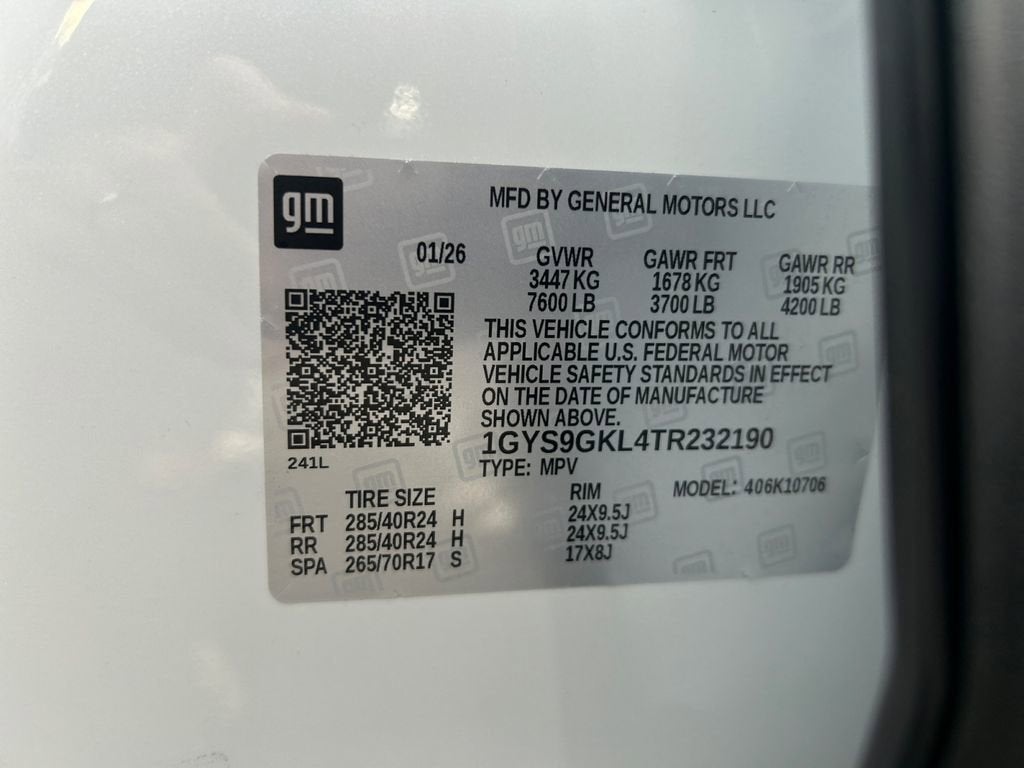 gm
MFD BY GENERAL MOTORS LLC
01/26
GVWR GAWR FRT GAWR RR
3447 KG 1678 KG 1905 KG
7600 LB 3700 LB 4200 LB
THIS VEHICLE CONFORMS TO ALL
APPLICABLE U.S. FEDERAL MOTOR
VEHICLE SAFETY STANDARDS IN EFFECT
ON THE DATE OF MANUFACTURE
SHOWN ABOVE.
1GYS9GKL4TR232190
241L
TYPE: MPV
MODEL: 406K10706
TIRE SIZE RIM
FRT 285/40R24 H 24X9.5J
RR 285/40R24 H 24X9.5J
SPA 265/70R17 S 17X8J